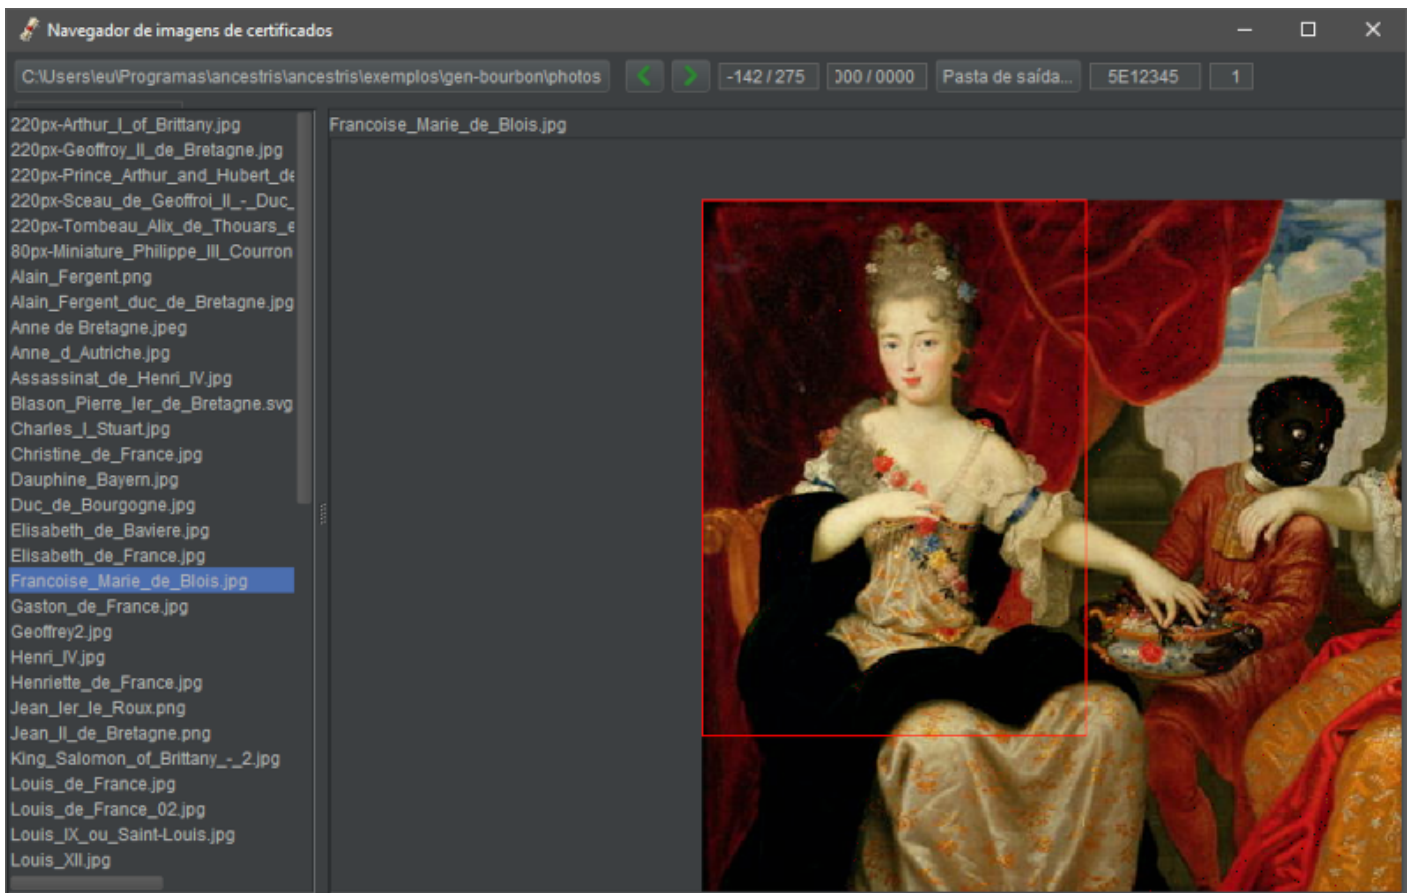 Navegador de imagens de certificados
C:\Users\eu\Programas\ancestris\ancestris\exemplos\gen-bourbon\photos
-142 / 275
000 / 0000
Pasta de saída...
5E12345
1
220px-Arthur_I_of_Brittany.jpg
220px-Geoffroy_II_de_Bretagne.jpg
220px-Prince_Arthur_and_Hubert_de
220px-Sceau_de_Geoffroi_II_-_Duc_
220px-Tombeau_Alix_de_Thouars_e
80px-Miniature_Philippe_III_Courron
Alain_Fergent.png
Alain_Fergent_duc_de_Bretagne.jpg
Anne de Bretagne.jpeg
Anne_d_Autriche.jpg
Assassinat_de_Henri_IV.jpg
Blason_Pierre_Ier_de_Bretagne.svg
Charles_I_Stuart.jpg
Christine_de_France.jpg
Dauphine_Bayern.jpg
Duc_de_Bourgogne.jpg
Elisabeth_de_Baviere.jpg
Elisabeth_de_France.jpg
Francoise_Marie_de_Blois.jpg
Gaston_de_France.jpg
Geoffrey2.jpg
Henri_IV.jpg
Henriette_de_France.jpg
Jean_Ier_le_Roux.png
Jean_II_de_Bretagne.png
King_Salomon_of_Brittany_-_2.jpg
Louis_de_France.jpg
Louis_de_France_02.jpg
Louis_IX_ou_Saint-Louis.jpg
Louis_XII.jpg
Francoise_Marie_de_Blois.jpg